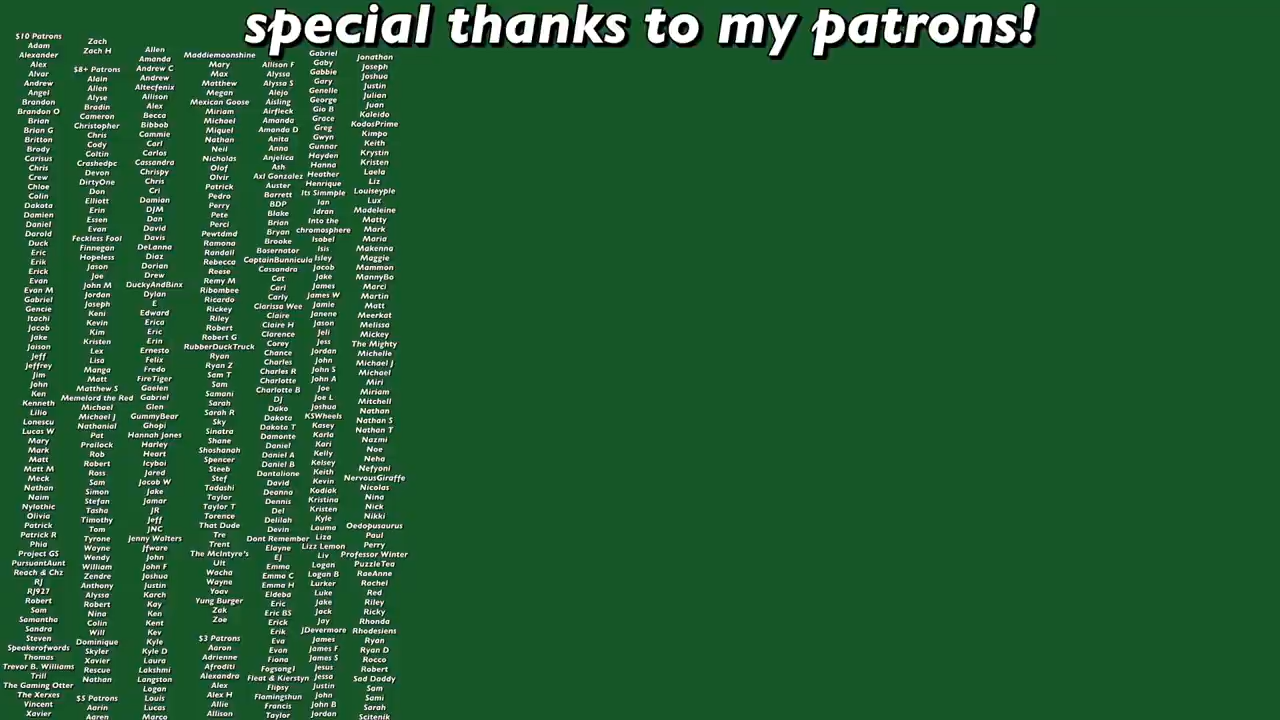 special thanks to my patrons!
$10 Patrons
Adam
Alexander
Alex
Alvar
Andrew
Angel
Brandon
Brandon O
Brian
Brian G
Britton
Brody
Carisus
Chris
Crew
Chloe
Colin
Dakota
Damien
Daniel
Darold
Duck
Eric
Erik
Erick
Evan
Evan M
Gabriel
Gencie
Itachi
Jacob
Jake
Jaison
Jeff
Jeffrey
Jim
John
Ken
Kenneth
Lilio
Lonescu
Lucas W
Mary
Mark
Matt
Matt M
Meck
Nathan
Naim
Nylathic
Olivia
Patrick
Patrick R
Phia
Project GS
PursuantAunt
Reach & Chz
RJ
RJ927
Robert
Sam
Samantha
Sandra
Steven
Speakerofwords
Thomas
Trevor B. Williams
Trill
The Gaming Otter
The Xerxes
Vincent
Xavier
Zach
Zach H
$8+ Patrons
Alain
Allen
Alyse
Bradin
Cameron
Christopher
Chris
Cody
Coltin
Crashedpc
Devon
DirtyOne
Don
Elliott
Erin
Essen
Evan
Feckless Fool
Finnegan
Hopeless
Jason
Joe
John M
Jordan
Joseph
Keni
Kevin
Kim
Kristen
Lex
Lisa
Manga
Matt
Matthew S
Memelord the Red
Michael
Michael J
Nathanial
Pat
Prallock
Rob
Robert
Ross
Sam
Simon
Stefan
Tasha
Timothy
Tom
Tyrone
Wayne
Wendy
William
Zendre
Anthony
Alyssa
Robert
Nina
Colin
Will
Dominique
Skyler
Xavier
Rescue
Nathan
$5 Patrons
Aarin
Aaren
Allen
Amanda
Andrew C
Andrew
Altecfenix
Allison
Alex
Becca
Bibbob
Cammie
Carl
Carlos
Cassandra
Chrispy
Chris
Cri
Damian
DJM
Dan
David
Davis
DeLanna
Diaz
Dorian
Drew
DuckyAndBinx
Dylan
E
Edward
Erica
Eric
Erin
Ernesto
Felix
Fredo
FireTiger
Gaelen
Gabriel
Glen
GummyBear
Ghopi
Hannah Jones
Harley
Heart
Icyboi
Jared
Jacob W
Jake
Jamar
JR
Jeff
JNC
Jenny Walters
Jfware
John
John F
Joshua
Justin
Karch
Kay
Ken
Kent
Kev
Kyle
Kyle D
Laura
Lakshmi
Langston
Logan
Louis
Lucas
Marco
Maddiemoonshine
Mary
Max
Matthew
Megan
Mexican Goose
Miriam
Michael
Miquel
Nathan
Neil
Nicholas
Olof
Olvir
Patrick
Pedro
Perry
Pete
Perci
Pewtdmd
Ramona
Randall
Rebecca
Reese
Remy M
Ribombee
Ricardo
Rickey
Riley
Robert
Robert G
RubberDuckTruck
Ryan
Ryan Z
Sam T
Sam
Samani
Sarah
Sarah R
Sky
Sinatra
Shane
Shoshanah
Spencer
Steeb
Stef
Tadashi
Taylor
Taylor T
Torence
That Dude
Tre
Trent
The McIntyre's
Ult
Wacha
Wayne
Yoav
Yung Burger
Zak
Zoe
$3 Patrons
Aaron
Adrienne
Afroditi
Alexandra
Alex
Alex H
Allie
Allison
Allison F
Alyssa
Alyssa S
Alejo
Aisling
Airfleck
Amanda
Amanda D
Anita
Anna
Anjelica
Ash
Axl Gonzalez
Auster
Barrett
BDP
Blake
Brian
Bryan
Brooke
Bosernator
CaptainBunnicula
Cassandra
Cat
Carl
Carly
Clarissa Wee
Claire
Claire H
Clarence
Corey
Chance
Charles
Charles R
Charlotte
Charlotte B
DJ
Dako
Dakota
Dakota T
Damonte
Daniel
Daniel A
Daniel B
Dantalione
David
Deanna
Dennis
Del
Delilah
Devin
Dont Remember
Elayne
EJ
Emma
Emma C
Emma H
Eldeba
Eric
Eric BS
Erick
Erik
Eva
Evan
Fiona
Fogsong1
Fleat & Kierstyn
Flipsy
Flamingshun
Francis
Taylor
Gabriel
Gaby
Gabbie
Gary
Genelle
George
Gio B
Grace
Greg
Gwyn
Gunnar
Hayden
Hanna
Heather
Henrique
Its Simmple
Ian
Idran
Into the
chromosphere
Isobel
Isis
Isley
Jacob
Jake
James
James W
Jamie
Janene
Jason
Jeli
Jess
Jordan
John
John S
John A
Joe
Joe L
Joshua
KSWheels
Kasey
Karla
Kari
Kelly
Kelsey
Keith
Kevin
Kodiak
Kristina
Kristen
Kyle
Lauma
Liza
Lizz Lemon
Liv
Logan
Logan B
Lurker
Luke
Jake
Jack
Jay
JDevermore
James
James F
James S
Jesus
Jessa
Justin
John
John B
Jordan
Jonathan
Joseph
Joshua
Justin
Julian
Juan
Kaleido
KodosPrime
Kimpo
Keith
Krystin
Kristen
Laela
Liz
Louiseypie
Lux
Madeleine
Matty
Mark
Maria
Makenna
Maggie
Mammon
MannyBo
Marci
Martin
Matt
Meerkat
Melissa
Mickey
The Mighty
Michelle
Michael J
Michael
Miri
Miriam
Mitchell
Nathan
Nathan S
Nathan T
Nazmi
Noe
Neha
Nefyoni
NervousGiraffe
Nicolas
Nina
Nick
Nikki
Oedopusaurus
Paul
Perry
Professor Winter
PuzzleTea
RaeAnne
Rachel
Red
Riley
Ricky
Rhonda
Rhodesiens
Ryan
Ryan D
Rocco
Robert
Sad Daddy
Sam
Sami
Sarah
Scitenik